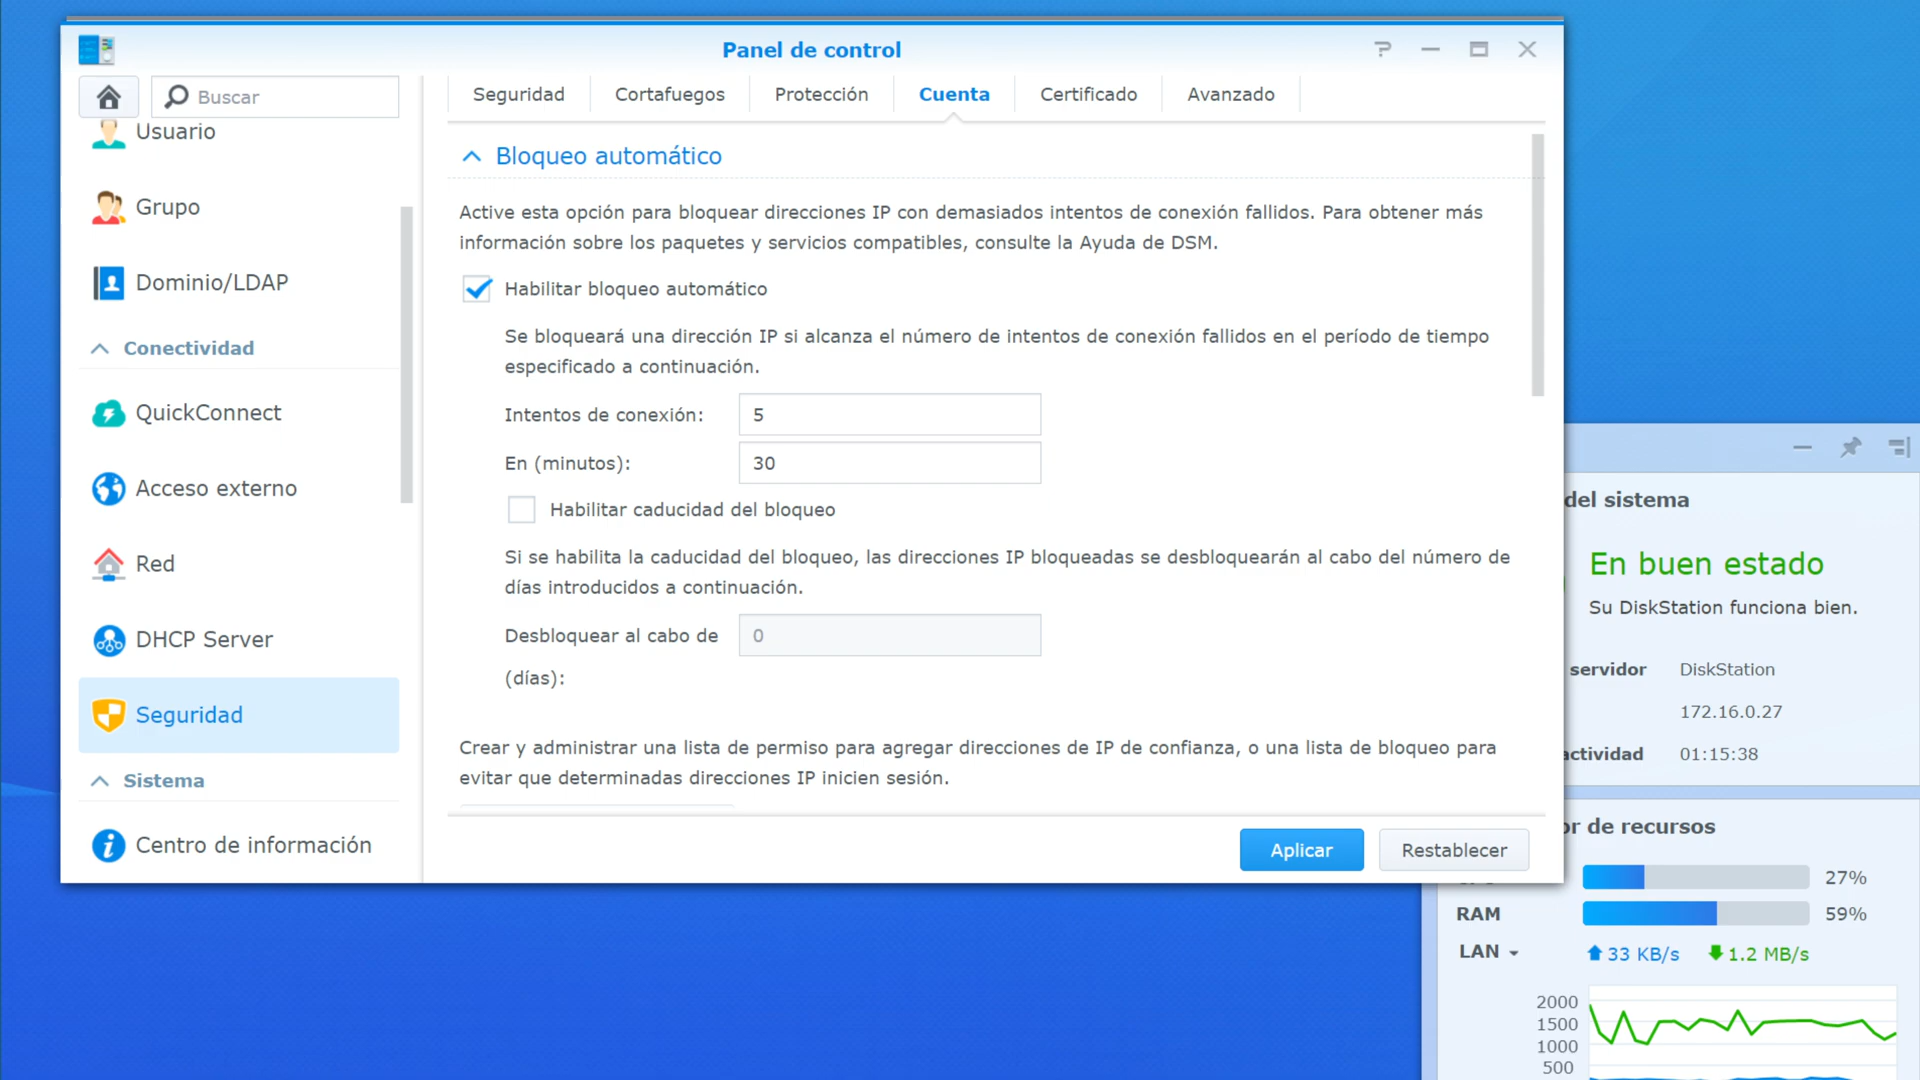 Panel de control
Buscar
Usuario
Grupo
Dominio/LDAP
Conectividad
QuickConnect
Acceso externo
Red
DHCP Server
Seguridad
Sistema
Centro de información
Seguridad
Cortafuegos
Protección
Cuenta
Certificado
Avanzado
Bloqueo automático
Active esta opción para bloquear direcciones IP con demasiados intentos de conexión fallidos. Para obtener más
información sobre los paquetes y servicios compatibles, consulte la Ayuda de DSM.
Habilitar bloqueo automático
Se bloqueará una dirección IP si alcanza el número de intentos de conexión fallidos en el período de tiempo
especificado a continuación.
Intentos de conexión: 5
En (minutos): 30
Habilitar caducidad del bloqueo
Si se habilita la caducidad del bloqueo, las direcciones IP bloqueadas se desbloquearán al cabo del número de
días introducidos a continuación.
Desbloquear al cabo de 0
(días):
Crear y administrar una lista de permiso para agregar direcciones de IP de confianza, o una lista de bloqueo para
evitar que determinadas direcciones IP inicien sesión.
Aplicar
Restablecer
del sistema
En buen estado
Su DiskStation funciona bien.
servidor DiskStation
172.16.0.27
actividad 01:15:38
or de recursos
27%
RAM 59%
LAN 33 KB/s 1.2 MB/s
2000
1500
1000
500